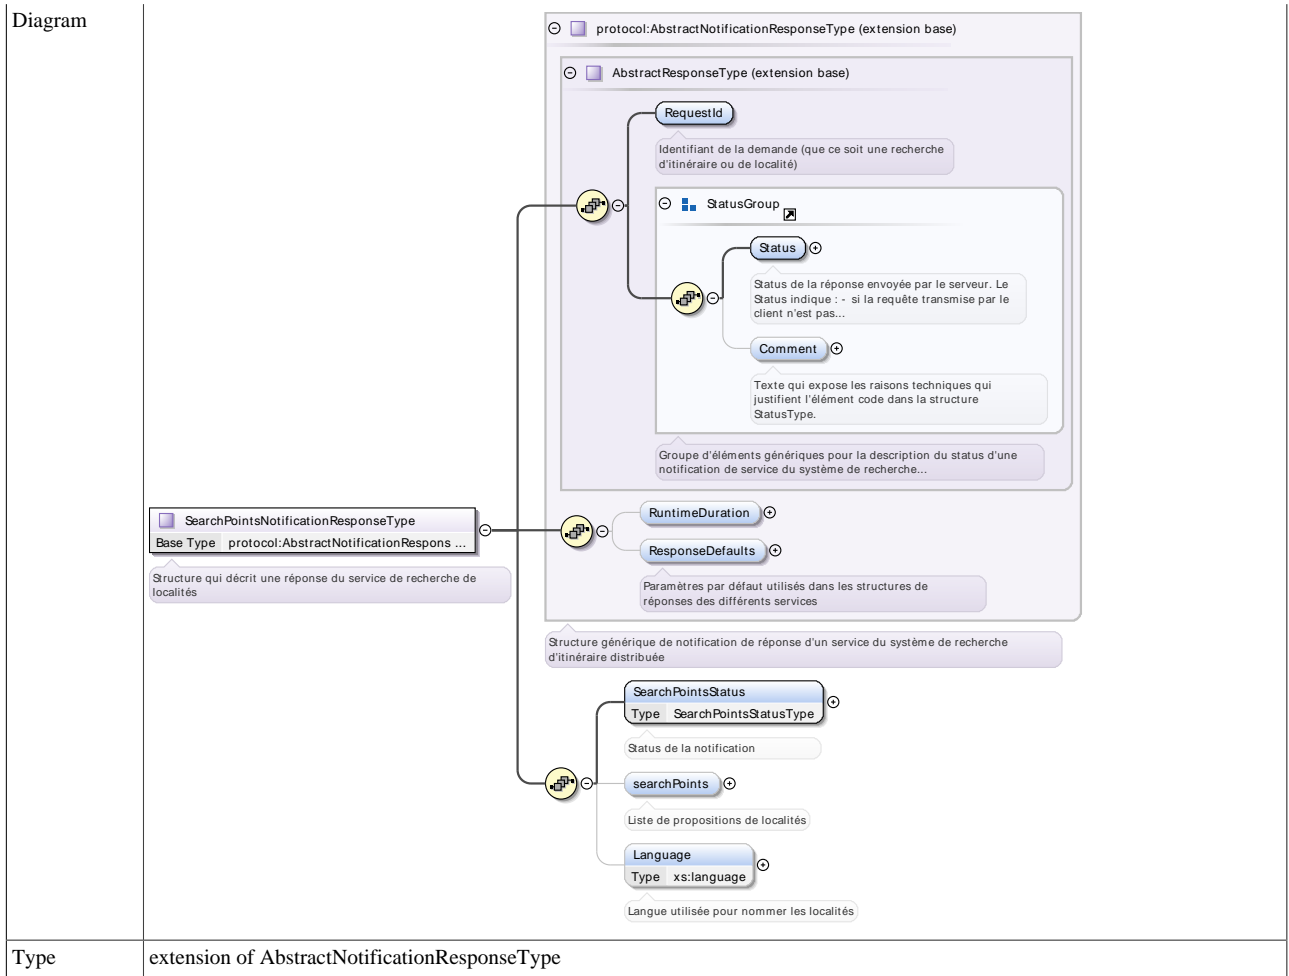 Diagram
protocol:AbstractNotificationResponseType (extension base)
AbstractResponseType (extension base)
RequestId
Identifiant de la demande (que ce soit une recherche
d'itinéraire ou de localité)
StatusGroup
Status
Status de la réponse envoyée par le serveur. Le
Status indique : - si la requête transmise par le
client n'est pas...
Comment
Texte qui expose les raisons techniques qui
justifient l'élément code dans la structure
StatusType.
Groupe d'éléments génériques pour la description du status d'une
notification de service du système de recherche...
SearchPointsNotificationResponseType
Base Type protocol:AbstractNotificationRespons ...
Structure qui décrit une réponse du service de recherche de
localités
RuntimeDuration
ResponseDefaults
Paramètres par défaut utilisés dans les structures de
réponses des différents services
Structure générique de notification de réponse d'un service du système de recherche
d'itinéraire distribuée
SearchPointsStatus
Type SearchPointsStatusType
Status de la notification
searchPoints
Liste de propositions de localités
Language
Type xs:language
Langue utilisée pour nommer les localités
Type extension of AbstractNotificationResponseType